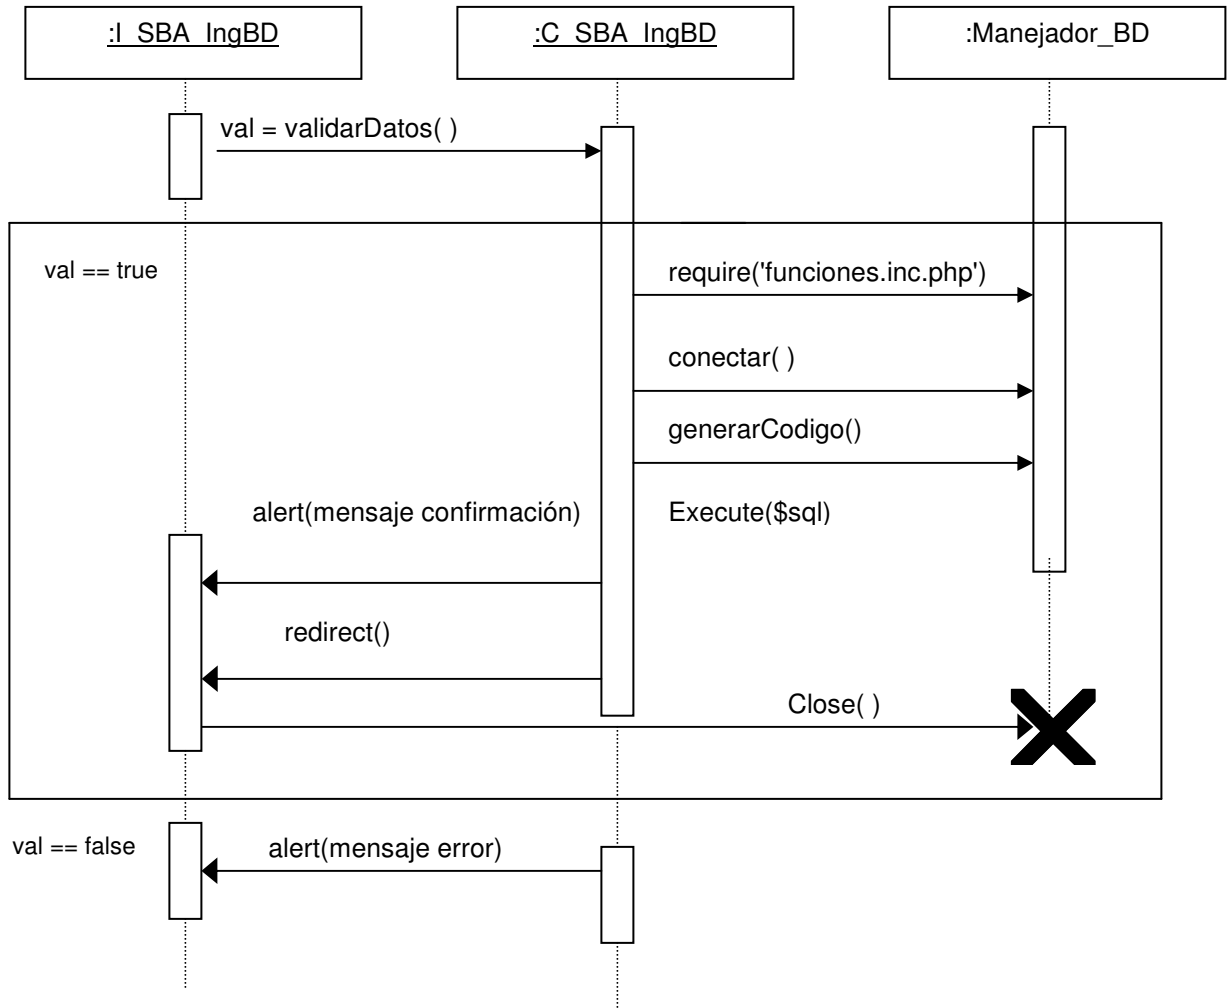 :I_SBA_IngBD
:C_SBA_IngBD
:Manejador_BD
val = validarDatos( )
val == true
require('funciones.inc.php')
conectar( )
generarCodigo()
alert(mensaje confirmación)
Execute($sql)
redirect()
Close( )
val == false
alert(mensaje error)